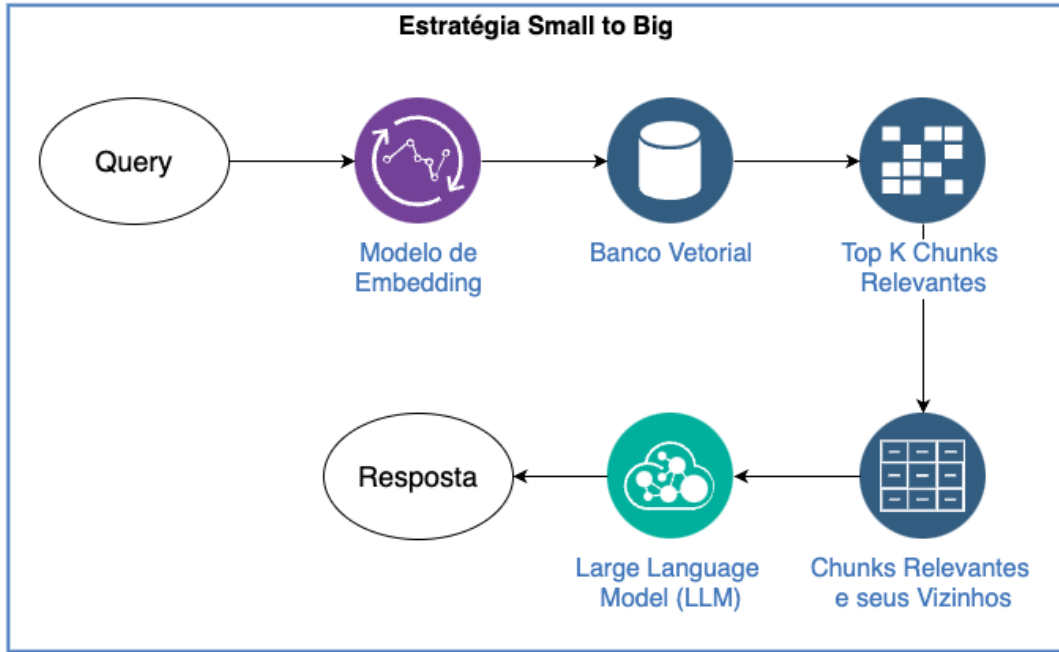 Estratégia Small to Big
Query
Modelo de
Embedding
Banco Vetorial
Top K Chunks
Relevantes
Resposta
Large Language
Model (LLM)
Chunks Relevantes
e seus Vizinhos